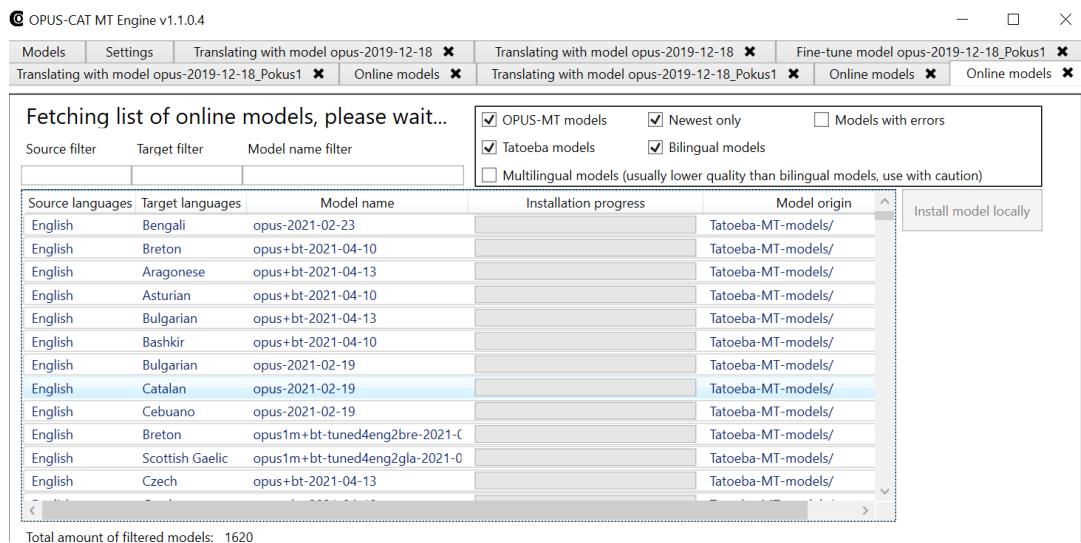 OPUS-CAT MT Engine v1.1.0.4
Models Settings Translating with model opus-2019-12-18 ✖ Translating with model opus-2019-12-18 ✖ Fine-tune model opus-2019-12-18_Pokus1 ✖
Translating with model opus-2019-12-18_Pokus1 ✖ Online models ✖ Translating with model opus-2019-12-18_Pokus1 ✖ Online models ✖ Online models ✖
Fetching list of online models, please wait...
OPUS-MT models Newest only Models with errors
Tatoeba models Bilingual models
Multilingual models (usually lower quality than bilingual models, use with caution)
Source filter Target filter Model name filter
Source languages Target languages Model name Installation progress Model origin
Install model locally
English Bengali opus-2021-02-23 Tatoeba-MT-models/
English Breton opus+bt-2021-04-10 Tatoeba-MT-models/
English Aragonese opus+bt-2021-04-13 Tatoeba-MT-models/
English Asturian opus+bt-2021-04-10 Tatoeba-MT-models/
English Bulgarian opus+bt-2021-04-13 Tatoeba-MT-models/
English Bashkir opus+bt-2021-04-10 Tatoeba-MT-models/
English Bulgarian opus-2021-02-19 Tatoeba-MT-models/
English Catalan opus-2021-02-19 Tatoeba-MT-models/
English Cebuano opus-2021-02-19 Tatoeba-MT-models/
English Breton opus1m+bt-tuned4eng2bre-2021-0 Tatoeba-MT-models/
English Scottish Gaelic opus1m+bt-tuned4eng2gla-2021-0 Tatoeba-MT-models/
English Czech opus+bt-2021-04-13 Tatoeba-MT-models/
Total amount of filtered models: 1620